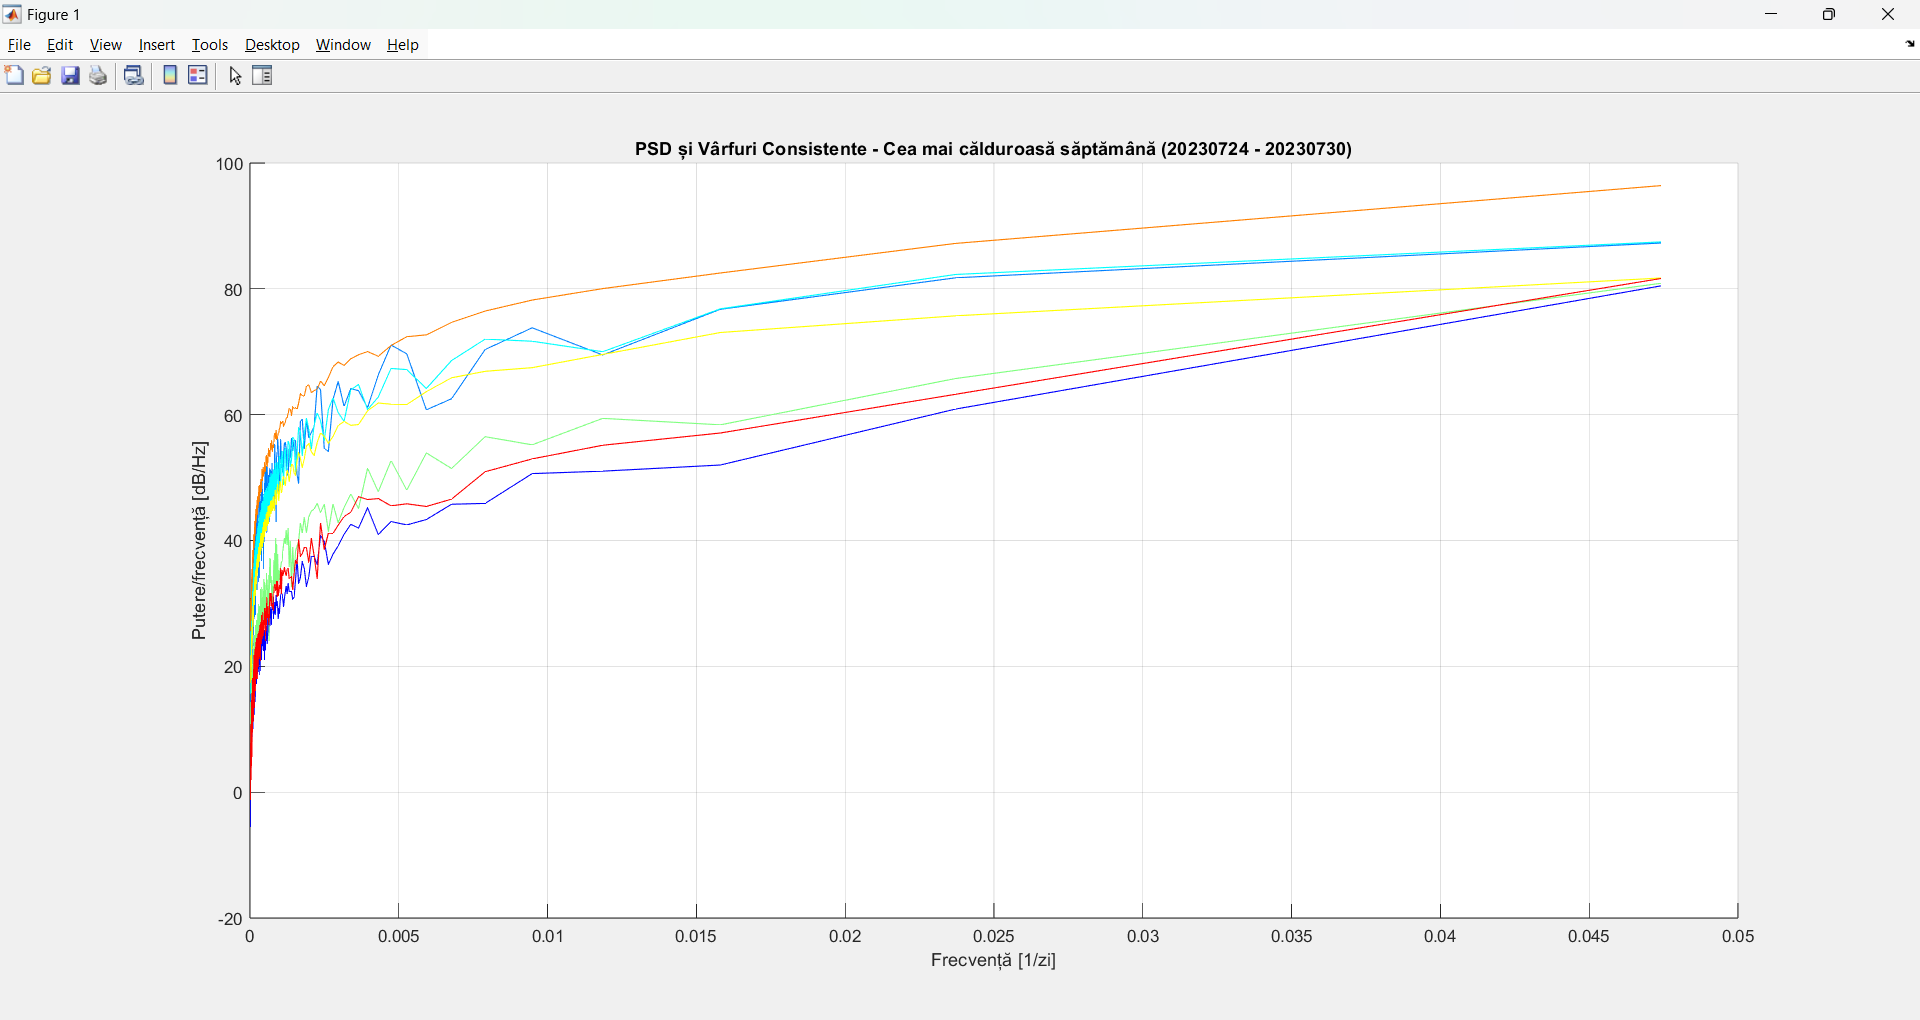 Figure 1
File Edit View Insert Tools Desktop Window Help
PSD și Vârfuri Consistente - Cea mai călduroasă săptămână (20230724 - 20230730)
100
80
60
40
20
0
-20
Putere/frecvență [dB/Hz]
0 0.005 0.01 0.015 0.02 0.025 0.03 0.035 0.04 0.045 0.05
Frecvență [1/zi]